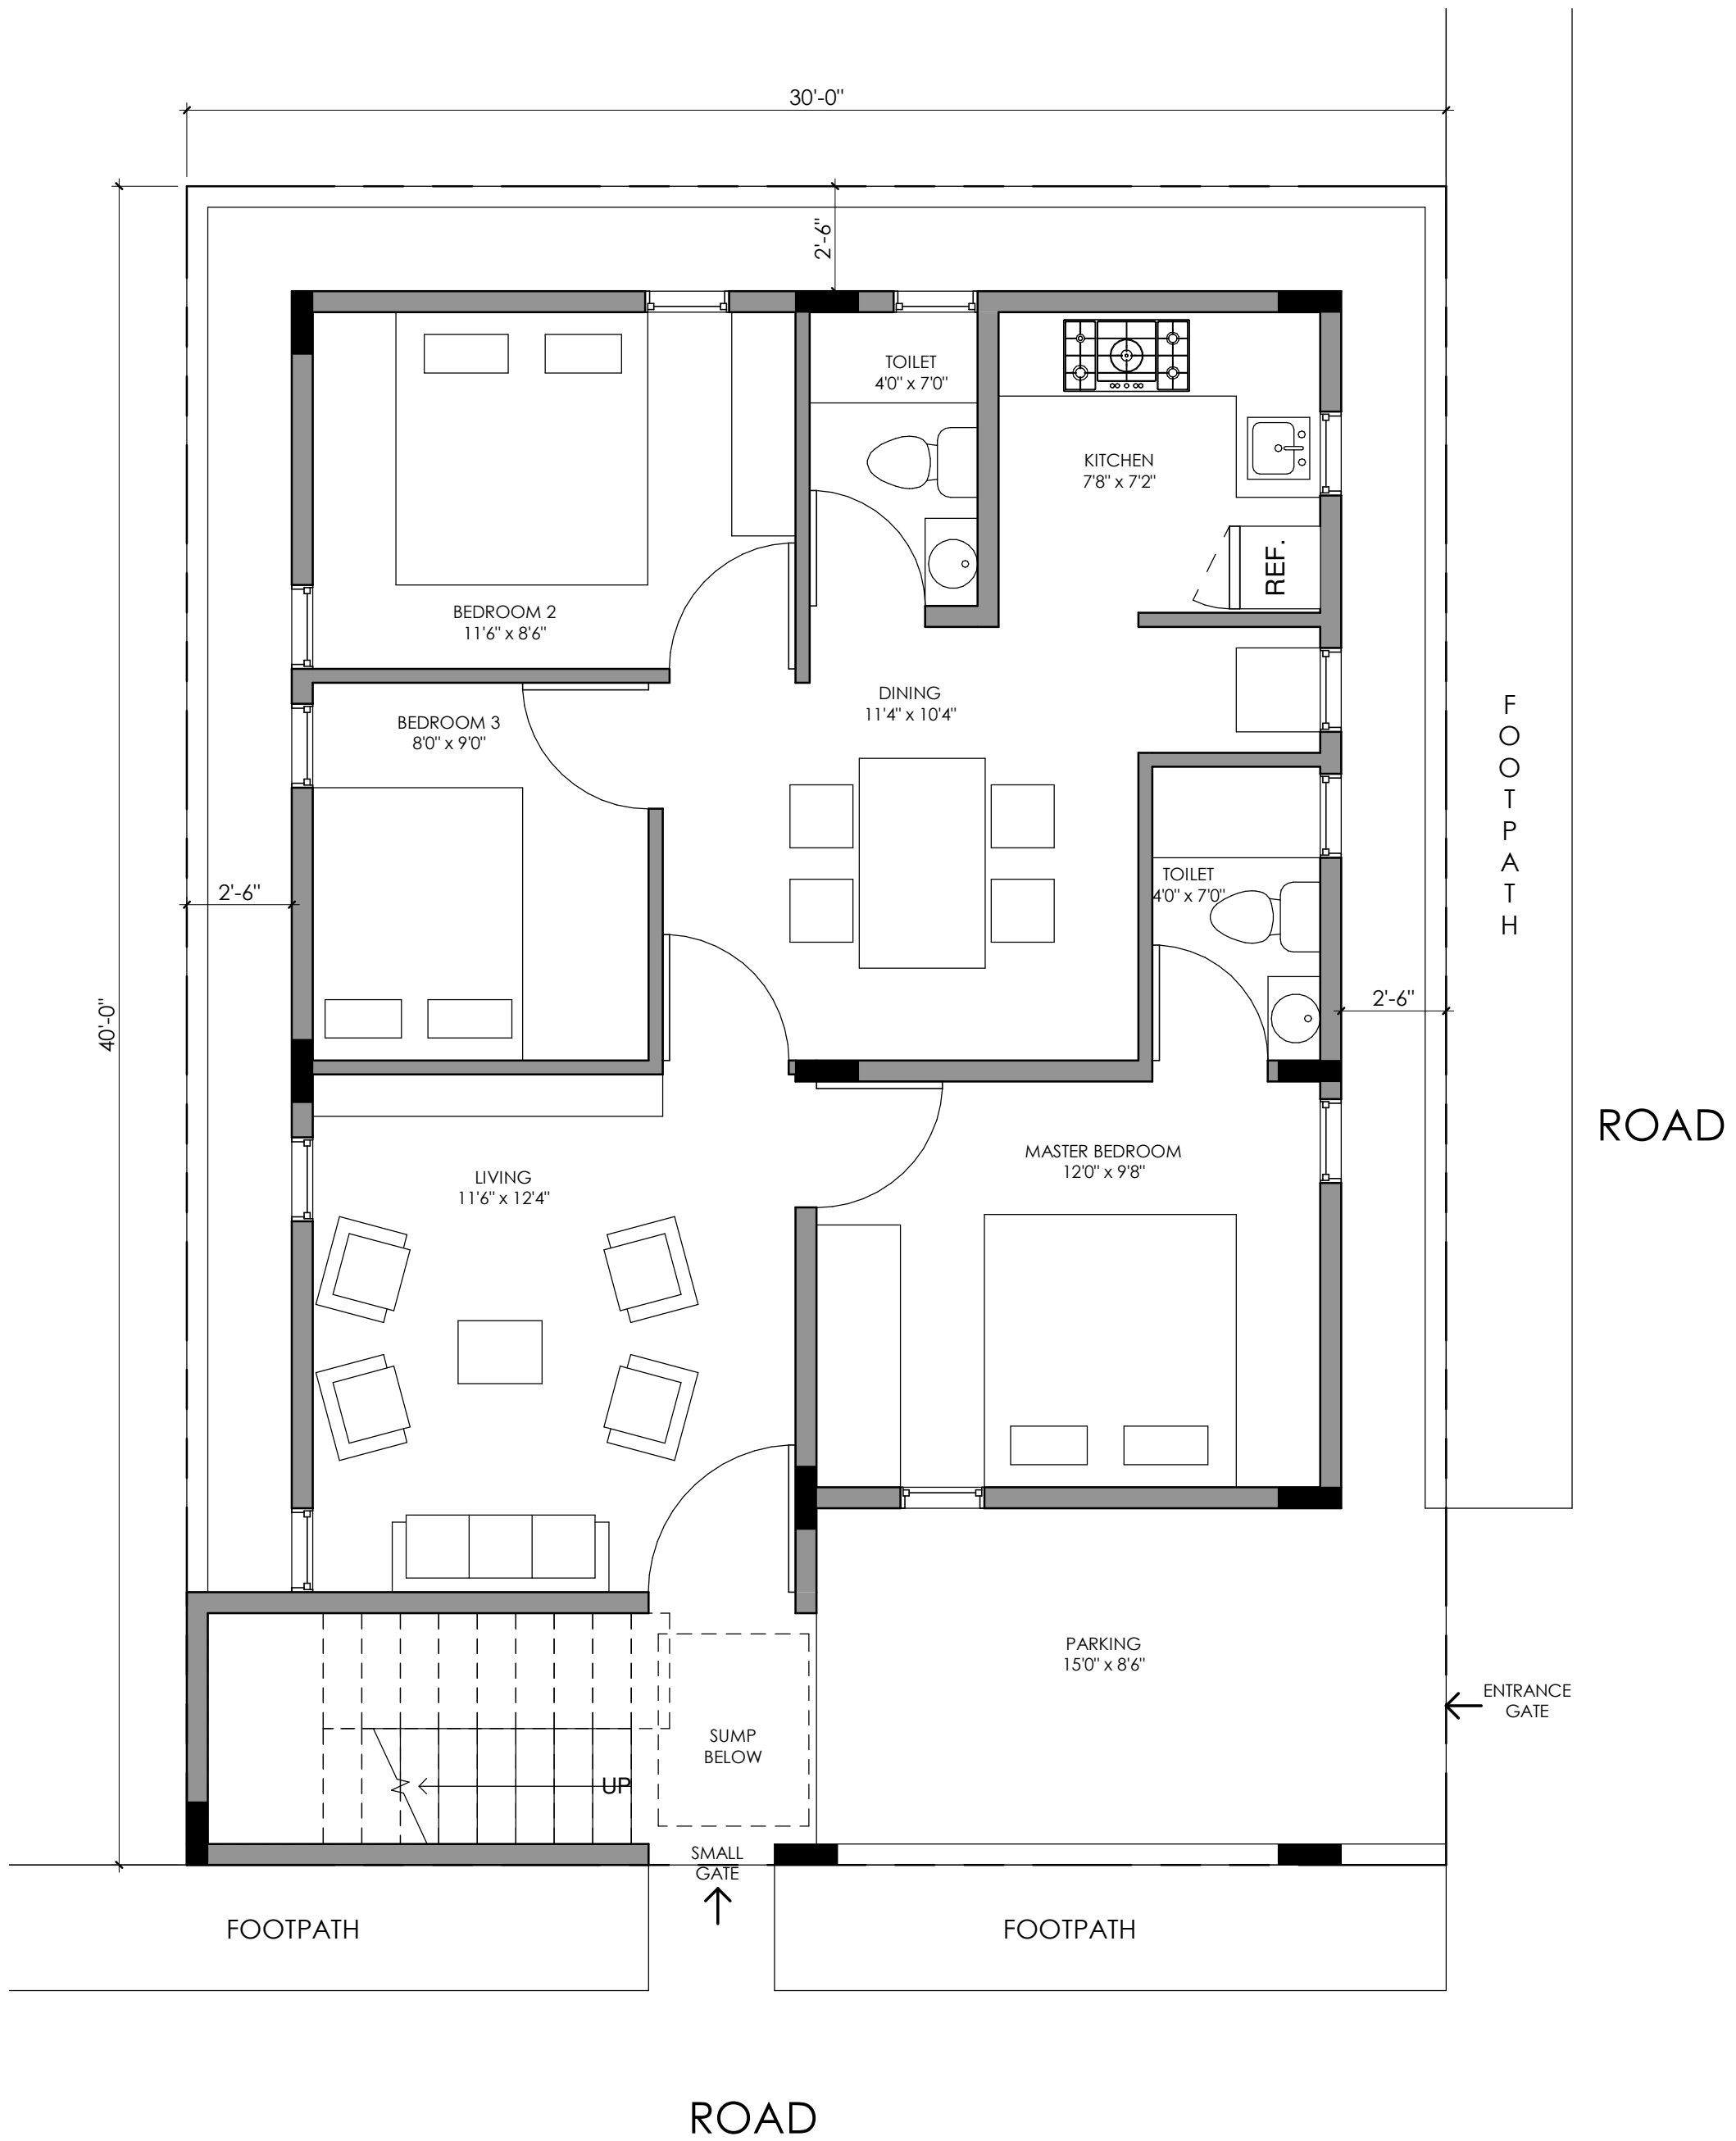 30'-0"
2'-6"
TOILET
4'0" x 7'0"
KITCHEN
7'8" x 7'2"
REF.
BEDROOM 2
11'6" x 8'6"
DINING
11'4" x 10'4"
BEDROOM 3
8'0" x 9'0"
FOOTPATH
TOILET
4'0" x 7'0"
2'-6"
2'-6"
40'-0"
ROAD
MASTER BEDROOM
12'0" x 9'8"
LIVING
11'6" x 12'4"
PARKING
15'0" x 8'6"
ENTRANCE
GATE
SUMP
BELOW
UP
SMALL
GATE
FOOTPATH
FOOTPATH
ROAD